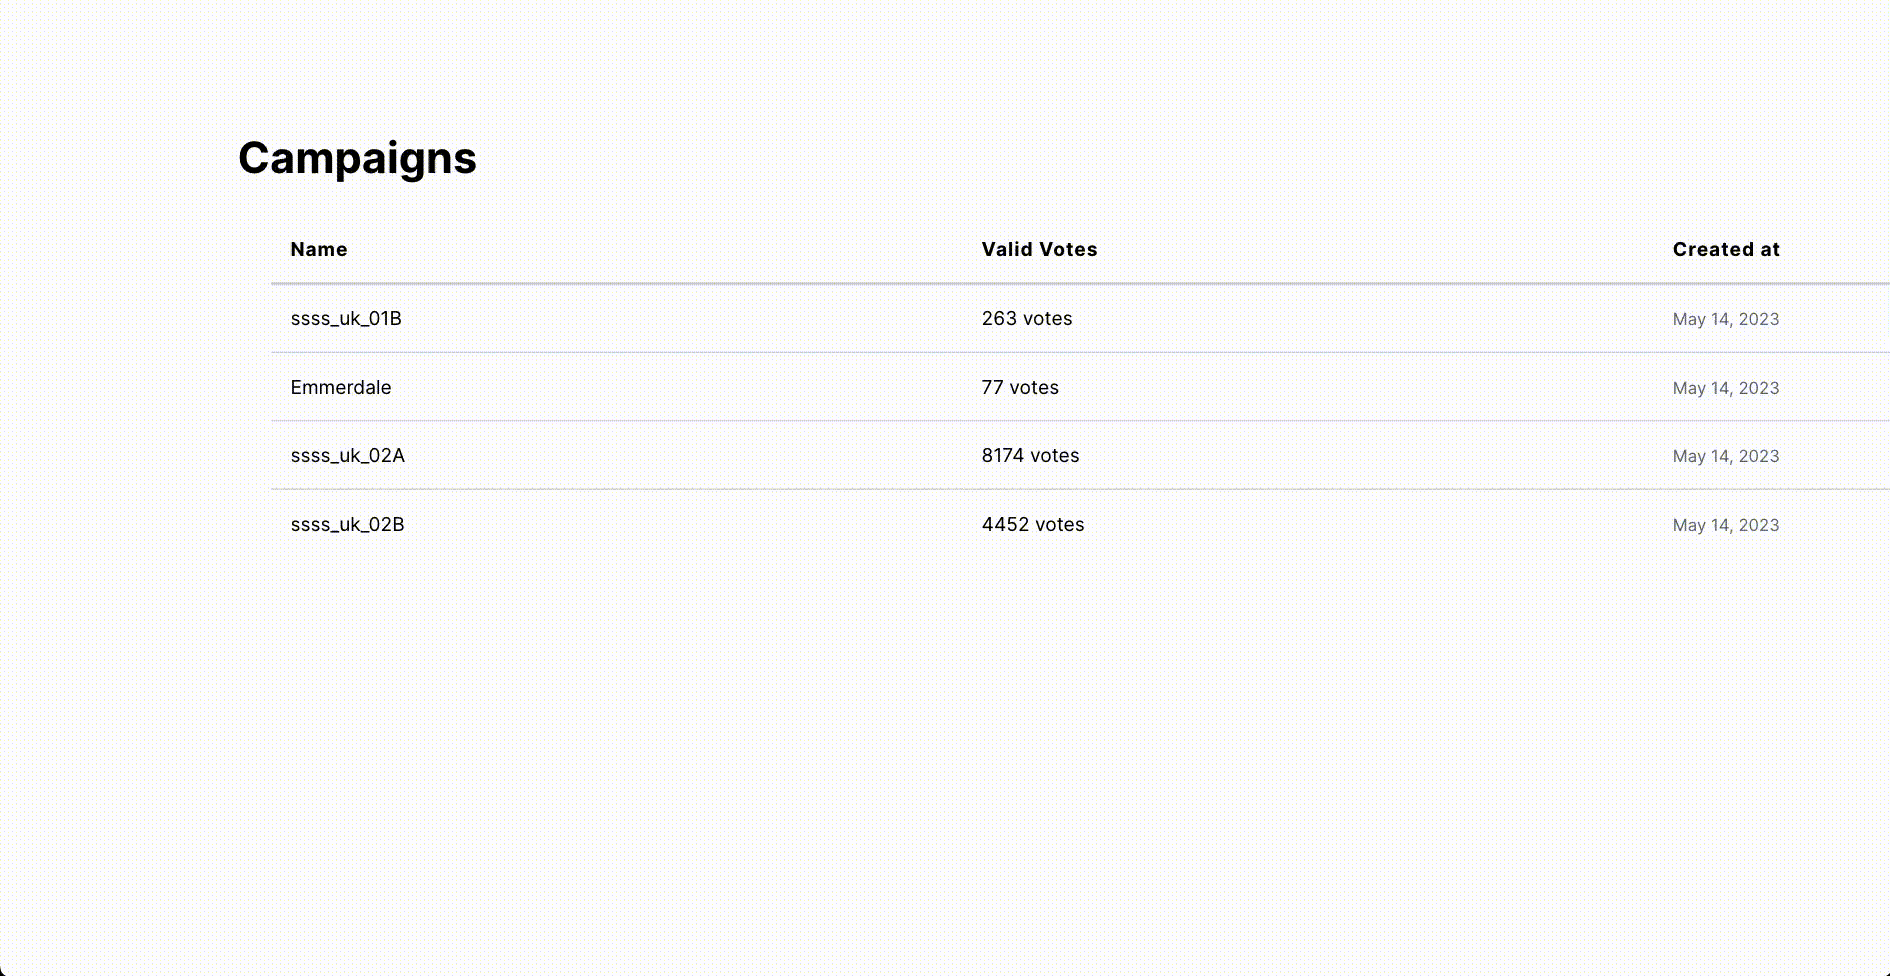 Campaigns
Name Valid Votes Created at
ssss_uk_01B 263 votes May 14, 2023
Emmerdale 77 votes May 14, 2023
ssss_uk_02A 8174 votes May 14, 2023
ssss_uk_02B 4452 votes May 14, 2023